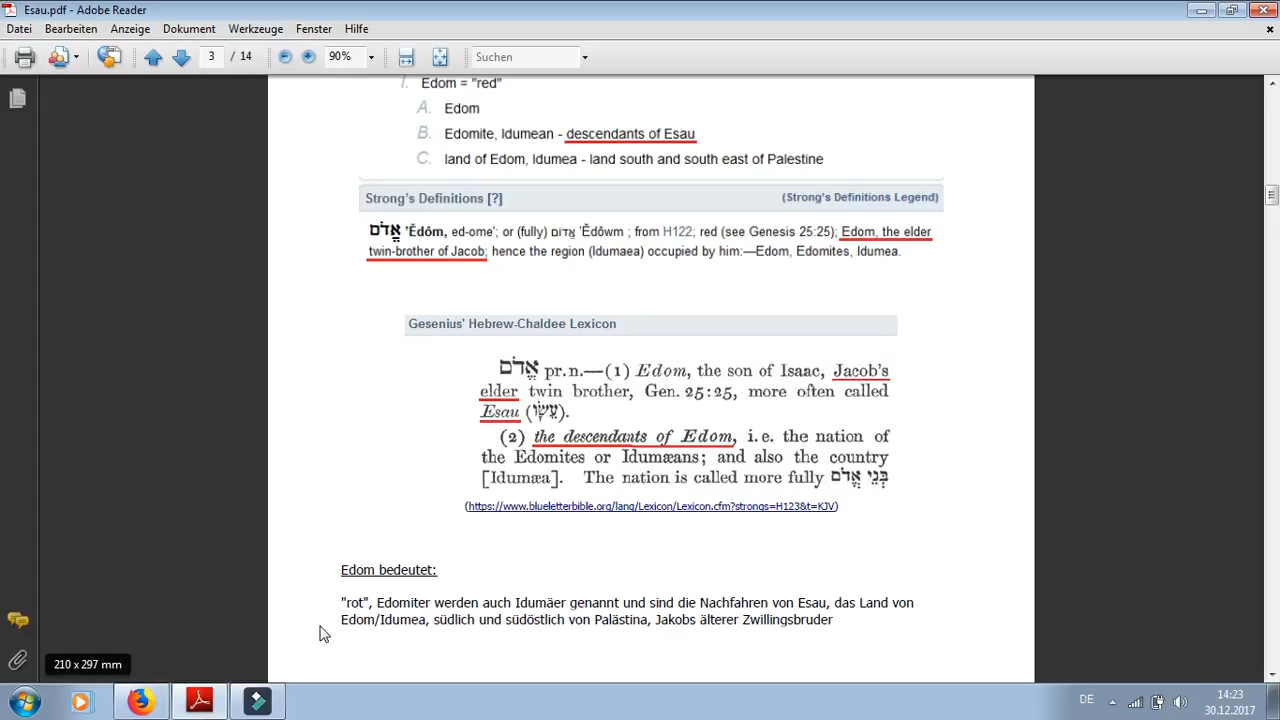 Esau.pdf - Adobe Reader
Datei Bearbeiten Anzeige Dokument Werkzeuge Fenster Hilfe
3 / 14 90% Suchen
Edom = "red"
A. Edom
B. Edomite, Idumean - descendants of Esau
C. land of Edom, Idumea - land south and south east of Palestine
Strong's Definitions [?] (Strong's Definitions Legend)
אֱדֹם 'Ĕdôm, ed-ome'; or (fully) אֱדוֹם 'Ĕdôwm ; from H122; red (see Genesis 25:25); Edom, the elder
twin-brother of Jacob; hence the region (Idumaea) occupied by him:—Edom, Edomites, Idumea.
Gesenius' Hebrew-Chaldee Lexicon
אֱדֹם pr. n.—(1) Edom, the son of Isaac, Jacob's
elder twin brother, Gen. 25:25, more often called
Esau (עֵשָׂו).
(2) the descendants of Edom, i.e. the nation of
the Edomites or Idumæans; and also the country
[Idumæa]. The nation is called more fully בְּנֵי אֱדֹם
(https://www.blueletterbible.org/lang/Lexicon/Lexicon.cfm?strongs=H123&t=KJV)
Edom bedeutet:
"rot", Edomiter werden auch Idumäer genannt und sind die Nachfahren von Esau, das Land von
Edom/Idumea, südlich und südöstlich von Palästina, Jakobs älterer Zwillingsbruder
210 x 297 mm
DE 14:23
30.12.2017